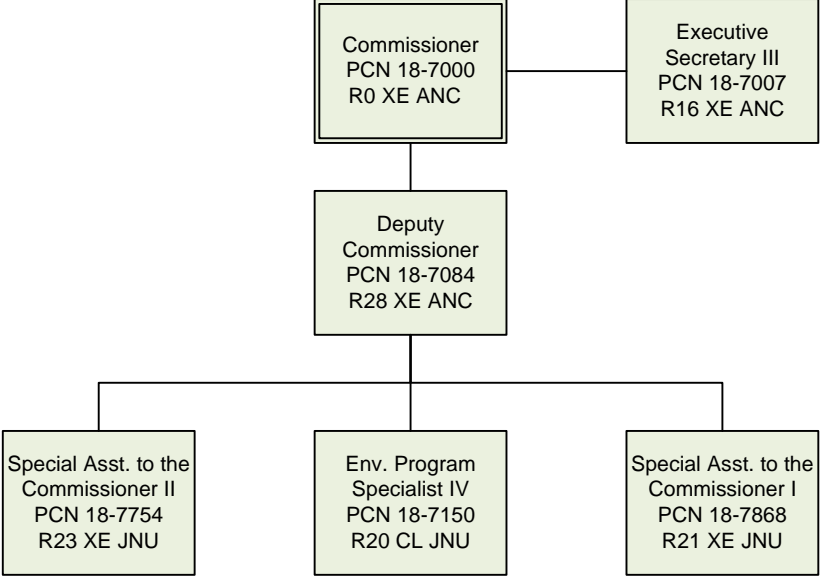 Commissioner
PCN 18-7000
R0 XE ANC
Executive
Secretary III
PCN 18-7007
R16 XE ANC
Deputy
Commissioner
PCN 18-7084
R28 XE ANC
Special Asst. to the
Commissioner II
PCN 18-7754
R23 XE JNU
Env. Program
Specialist IV
PCN 18-7150
R20 CL JNU
Special Asst. to the
Commissioner I
PCN 18-7868
R21 XE JNU